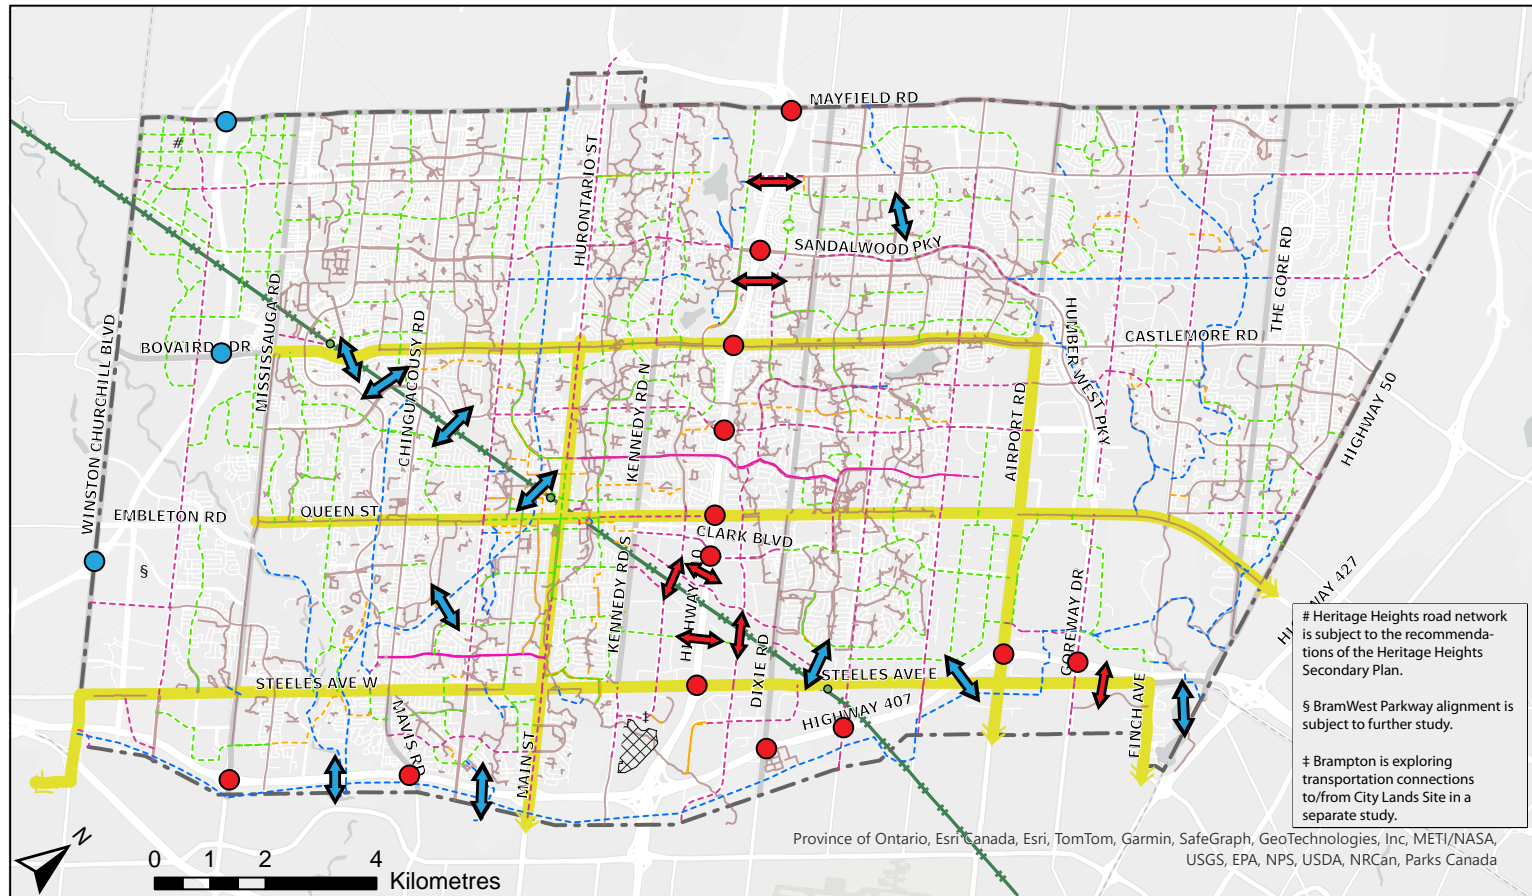 MAYFIELD RD
#
HURONTARIO ST
SANDALWOOD PKY
THE GORE RD
MISSISSAUGA RD
HUMBER WEST PKY
BOVAIRD DR
CASTLEMORE RD
CHINGUACOUSY RD
WINSTON CHURCHILL BLVD
KENNEDY RD N
AIRPORT RD
HIGHWAY 50
EMBLETON RD
QUEEN ST
CLARK BLVD
§
KENNEDY RD S
GOREWAY DR
HIGHWAY 427
DIXIE RD
STEELES AVE W
STEELES AVE E
MAVIS RD
‡
HIGHWAY 407
FINCH AVE
MAIN ST
# Heritage Heights road network
is subject to the recommenda-
tions of the Heritage Heights
Secondary Plan.
§ BramWest Parkway alignment is
subject to further study.
‡ Brampton is exploring
transportation connections
to/from City Lands Site in a
separate study.
N
0 1 2 4
Kilometres
Province of Ontario, Esri Canada, Esri, TomTom, Garmin, SafeGraph, GeoTechnologies, Inc, METI/NASA,
USGS, EPA, NPS, USDA, NRCan, Parks Canada